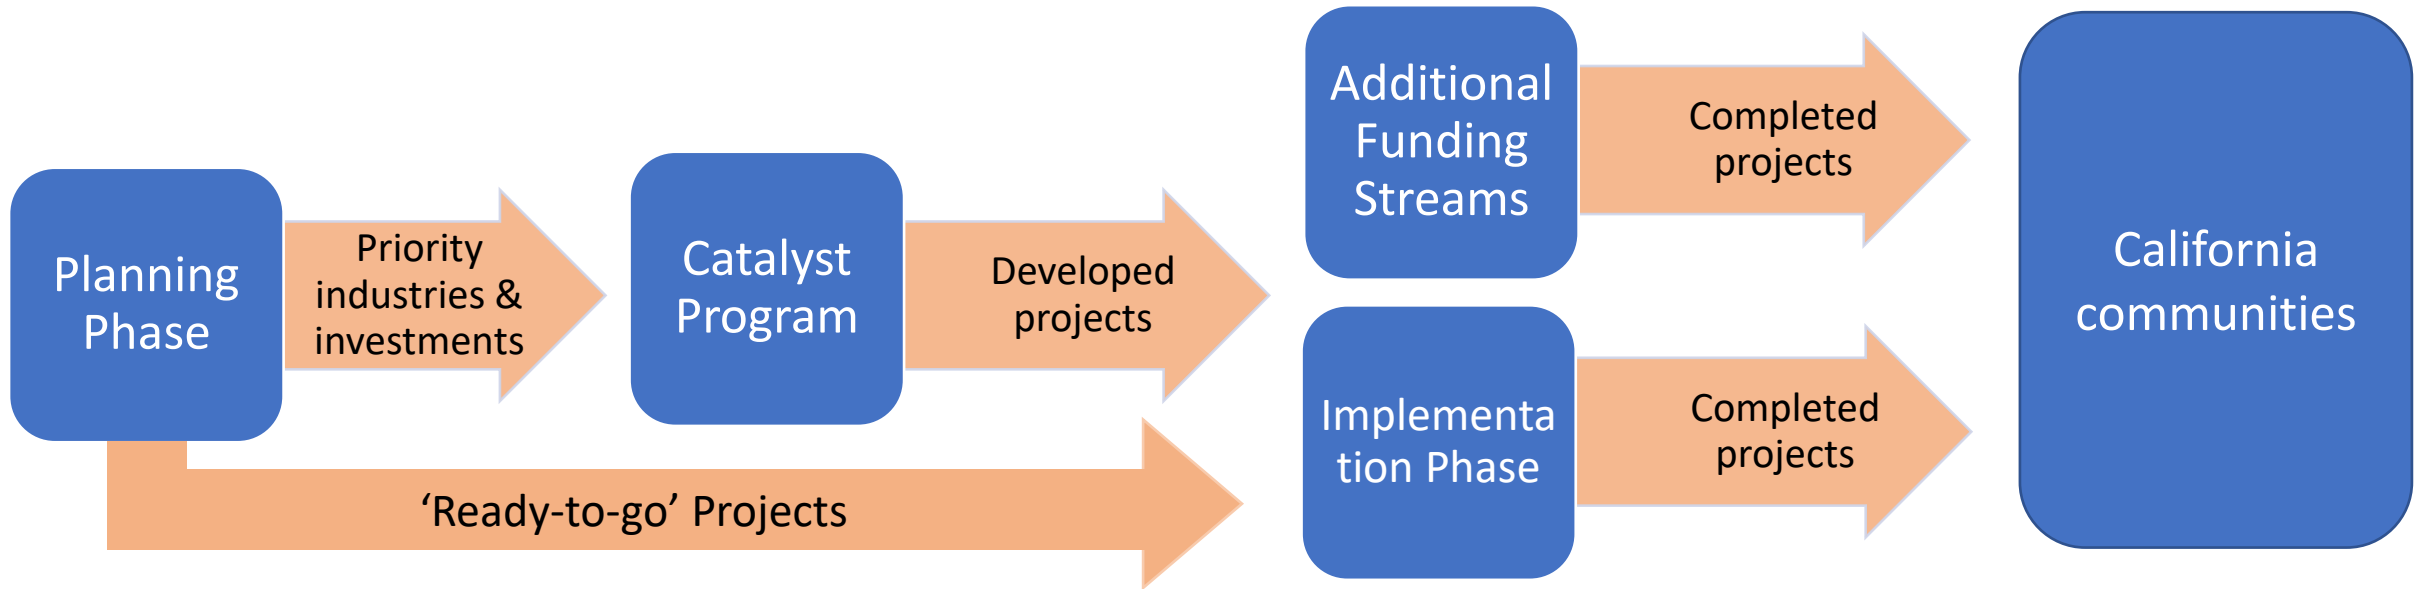 Planning
Phase
Priority
industries &
investments
Catalyst
Program
Developed
projects
‘Ready-to-go’ Projects
Additional
Funding
Streams
Completed
projects
Implementa
tion Phase
Completed
projects
California
communities